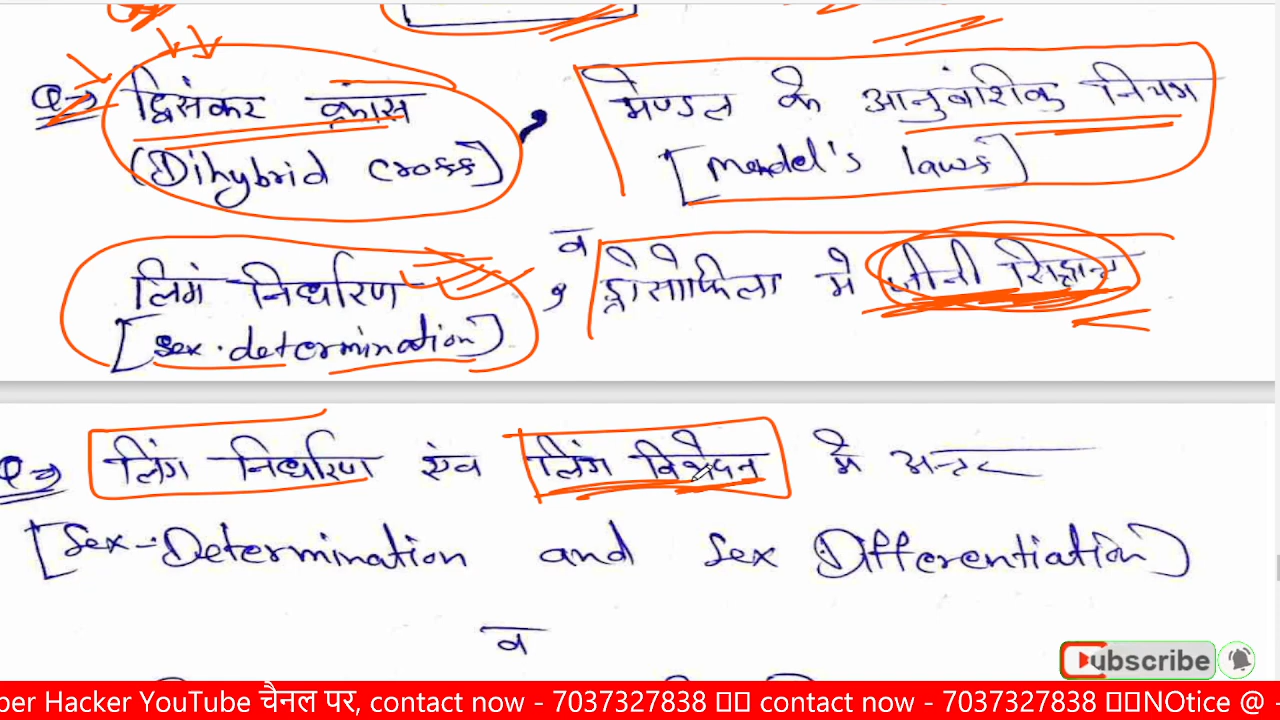 Q→ द्विसंकर क्रास , मेण्डल के आनुवंशिक नियम
(Dihybrid cross) [Mendel's laws]
लिंग निर्धारण , व ड्रोसोफिला मे जीनी सिद्धान्त
[sex.determination]
Q→ लिंग निर्धारण एंव लिंग विभेदन मे अन्तर
[Sex-Determination and Sex Differentiation]
व
Subscribe
per Hacker YouTube चैनल पर, contact now - 7037327838 contact now - 7037327838 NOtice @ -